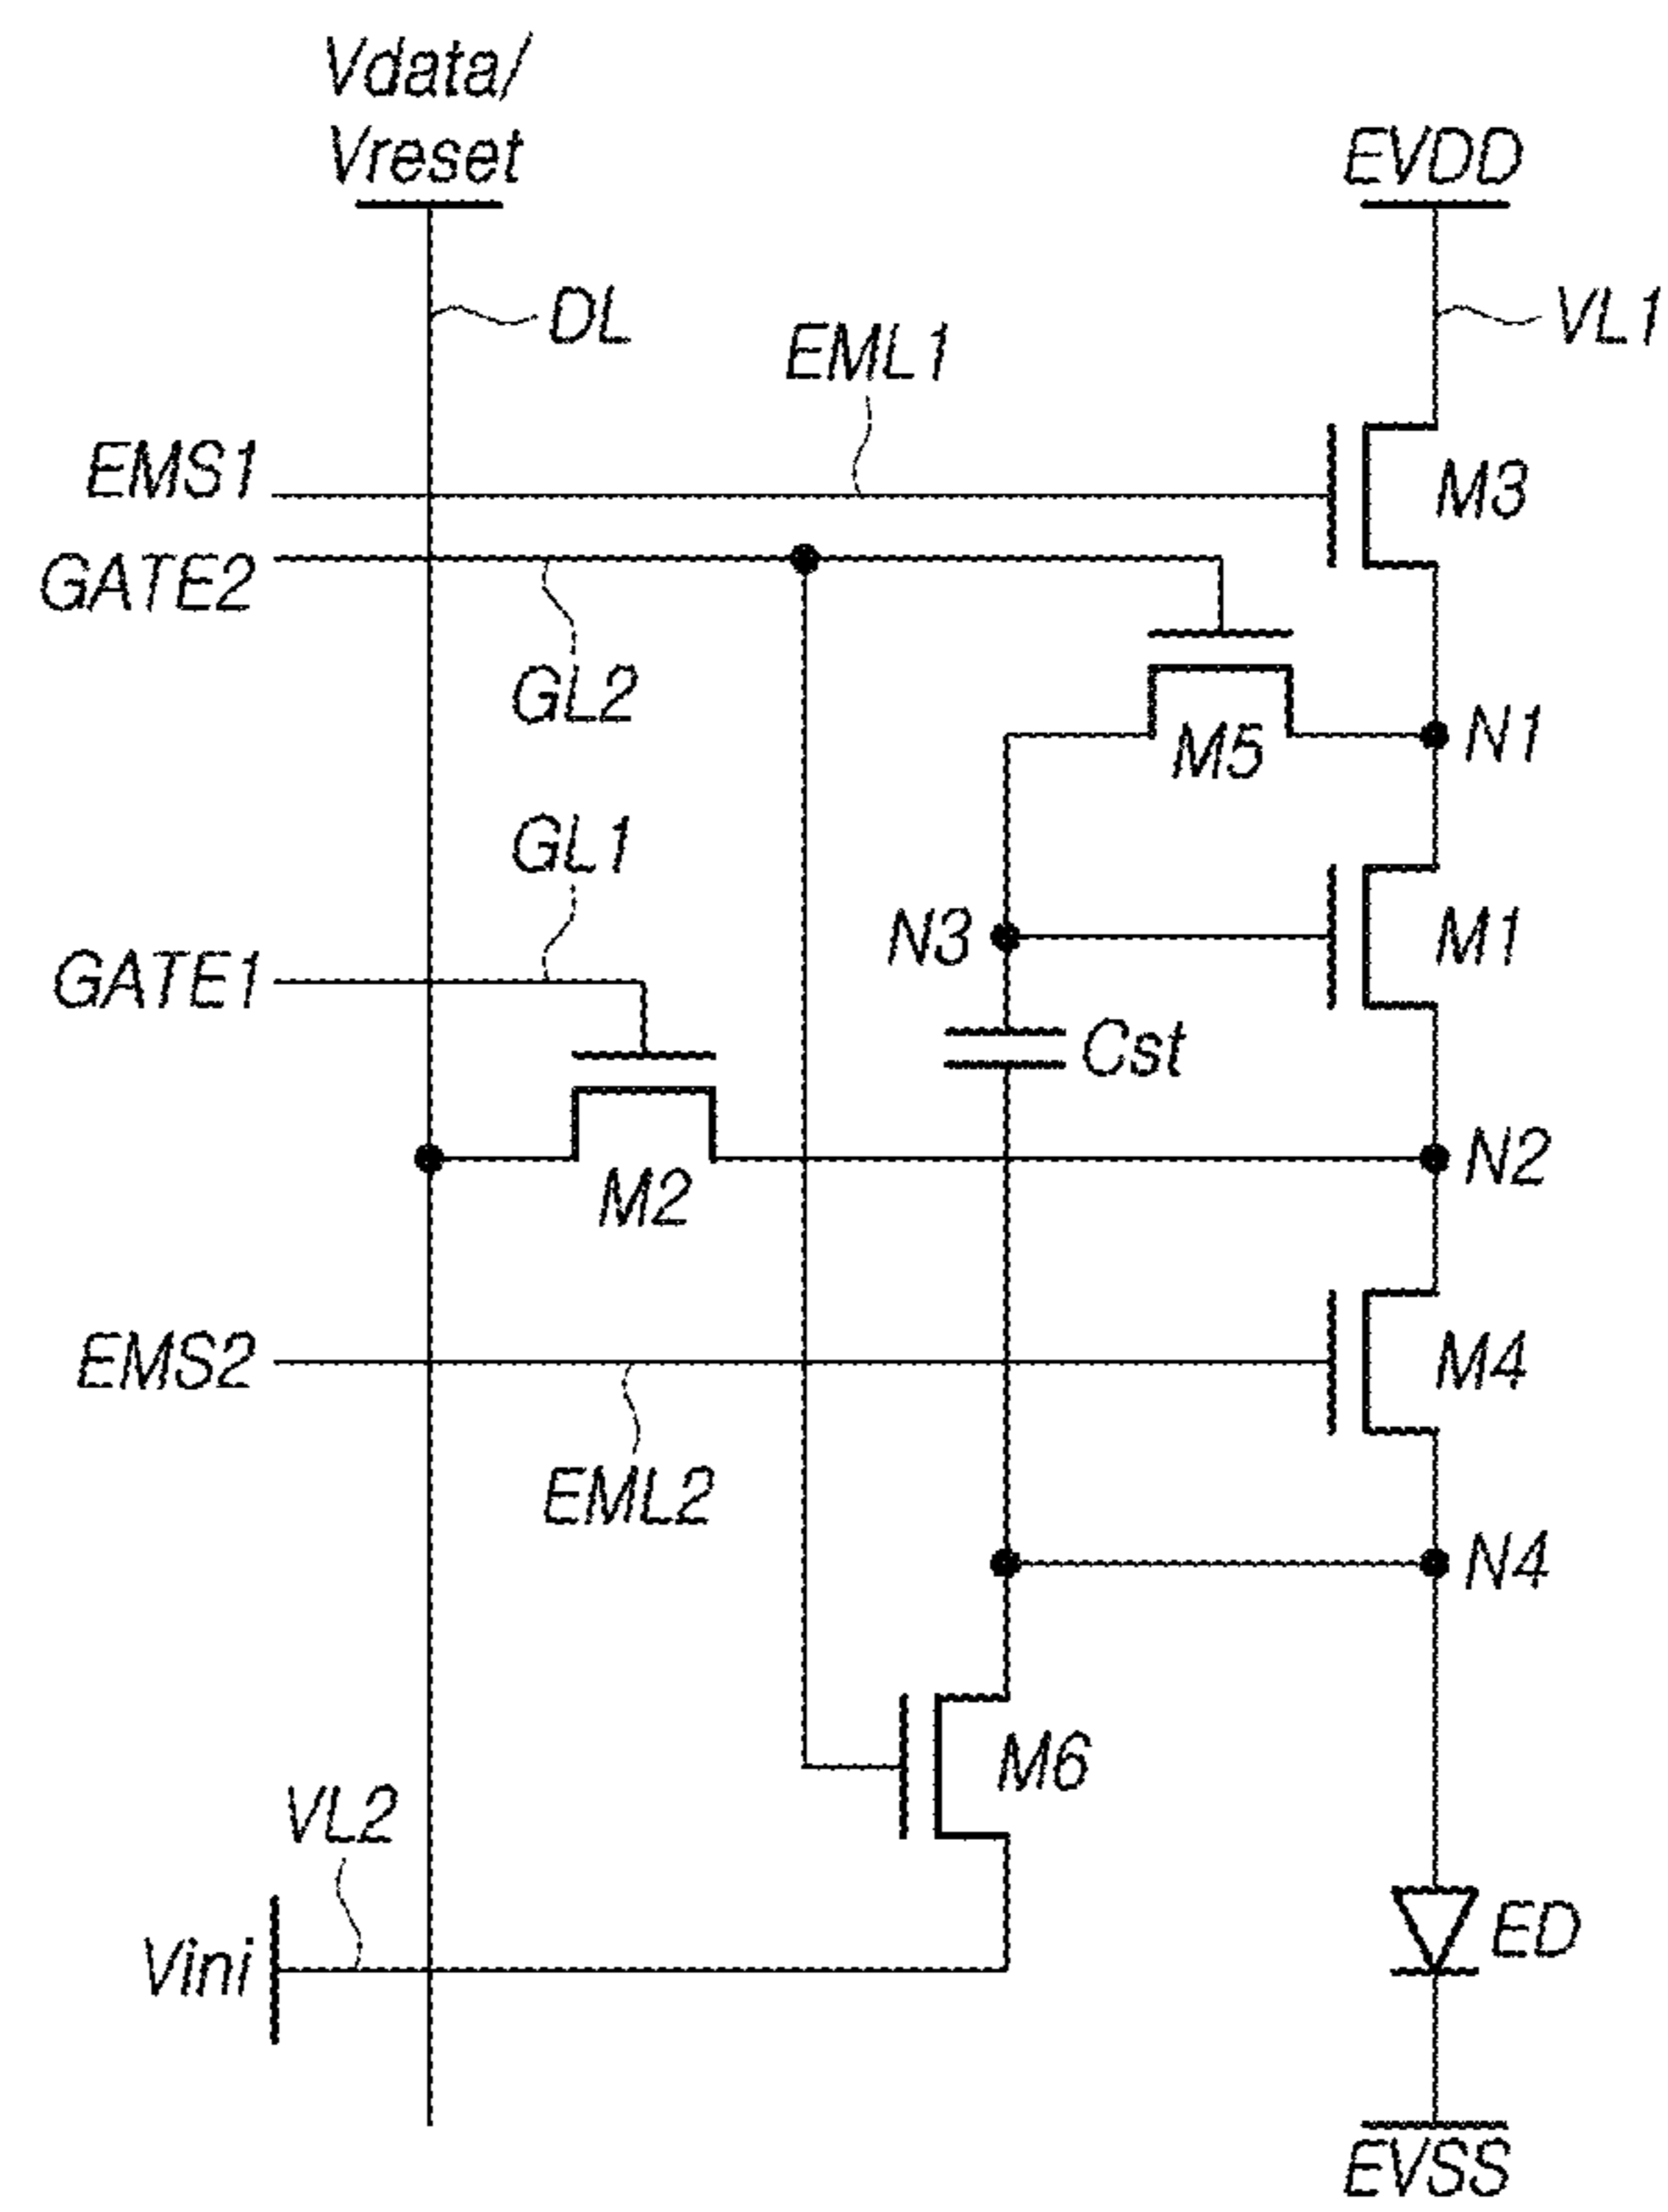 Vdata/
Vreset
EVDD
DL
VL1
EML1
EMS1
M3
GATE2
GL2
M5
N1
GL1
N3
M1
GATE1
Cst
N2
M2
EMS2
M4
EML2
N4
M6
VL2
ED
Vini
EVSS